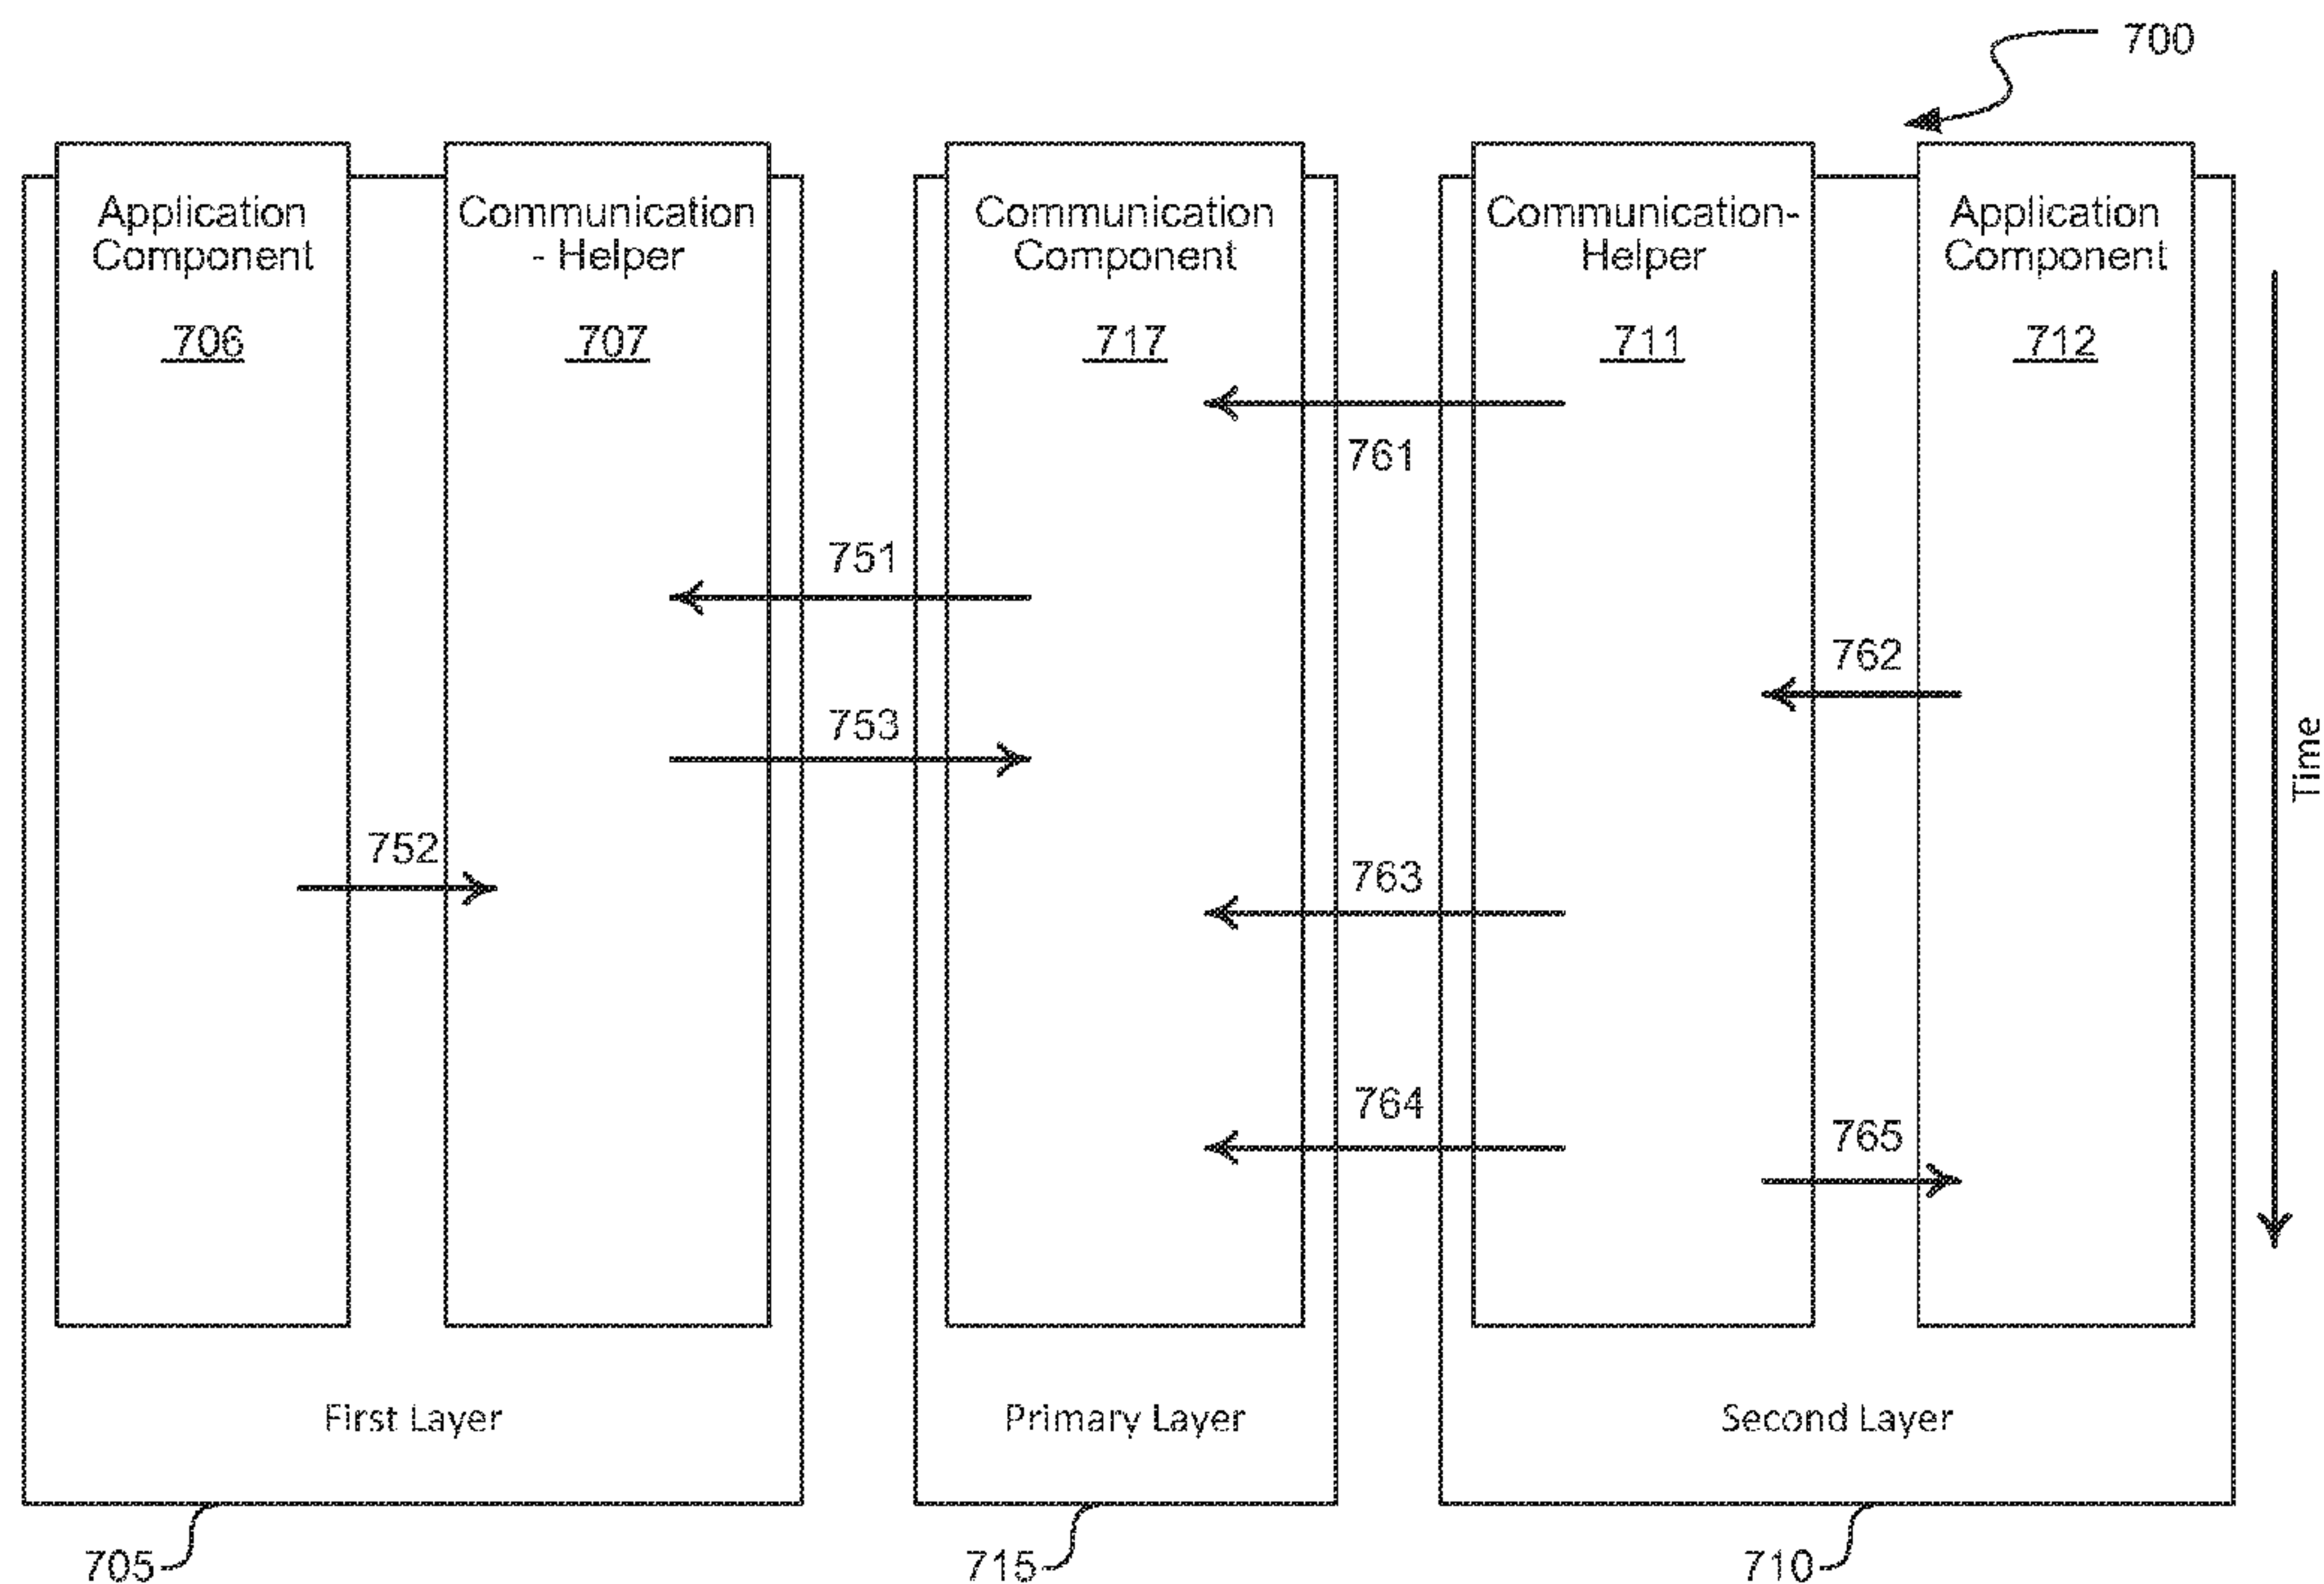 700
Application
Component
706
Communication
- Helper
707
Communication
Component
717
Communication-
Helper
711
Application
Component
712
761
751
762
753
752
763
764
765
Time
First Layer
Primary Layer
Second Layer
705
715
710